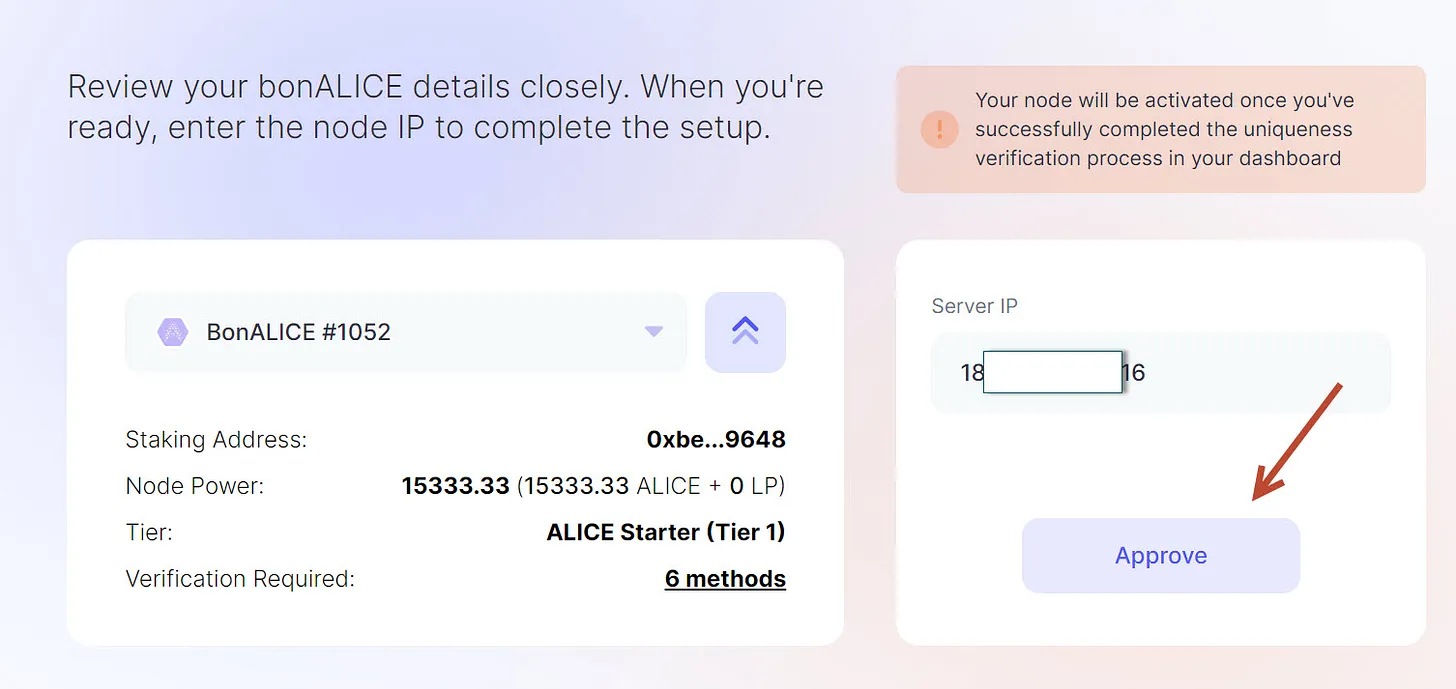 Review your bonALICE details closely. When you're
ready, enter the node IP to complete the setup.
Your node will be activated once you've
successfully completed the uniqueness
verification process in your dashboard
BonALICE #1052
Staking Address: 0xbe...9648
Node Power: 15333.33 (15333.33 ALICE + 0 LP)
Tier: ALICE Starter (Tier 1)
Verification Required: 6 methods
Server IP
18 16
Approve